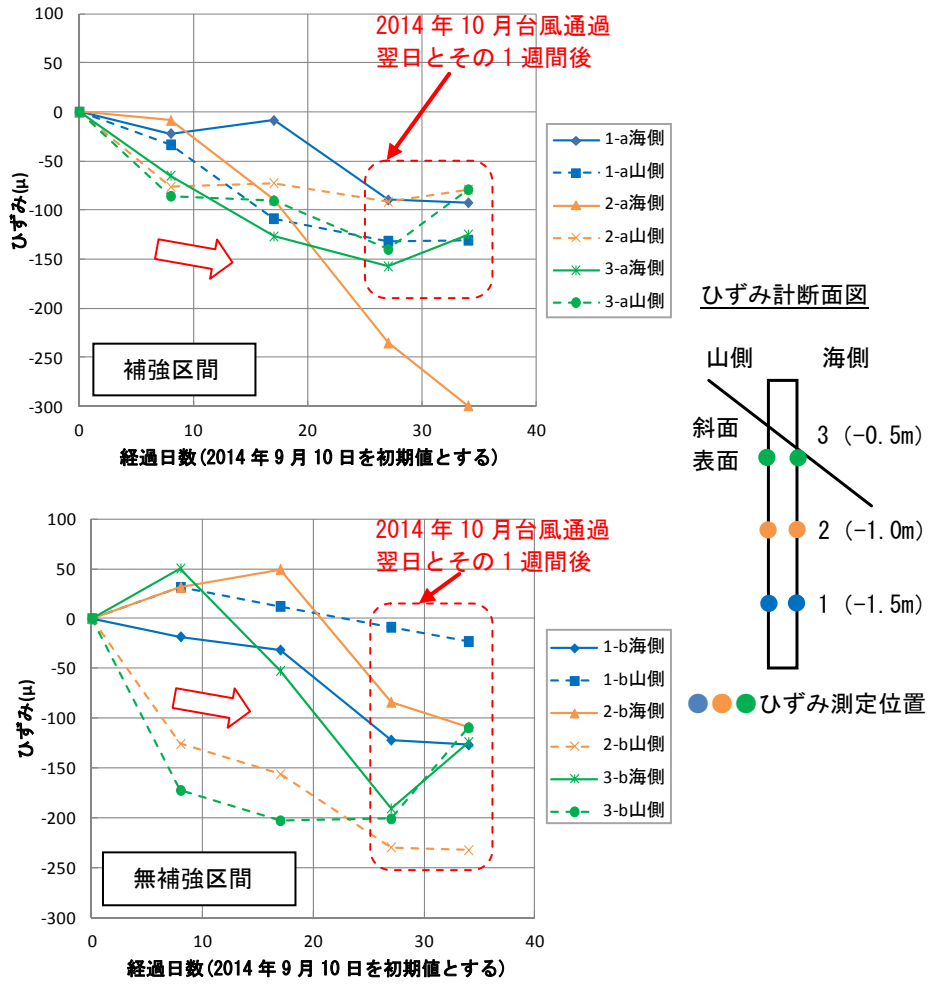 2014 年 10 月台風通過
翌日とその 1 週間後
100
50
0
-50
-100
-150
-200
-250
-300
ひずみ(μ)
補強区間
0
10
20
30
40
経過日数(2014 年 9 月 10 日を初期値とする)
1-a海側
1-a山側
2-a海側
2-a山側
3-a海側
3-a山側
2014 年 10 月台風通過
翌日とその 1 週間後
100
50
0
-50
-100
-150
-200
-250
-300
ひずみ(μ)
無補強区間
0
10
20
30
40
経過日数(2014 年 9 月 10 日を初期値とする)
1-b海側
1-b山側
2-b海側
2-b山側
3-b海側
3-b山側
ひずみ計断面図
山側 海側
斜面
表面
3 (-0.5m)
2 (-1.0m)
1 (-1.5m)
ひずみ測定位置